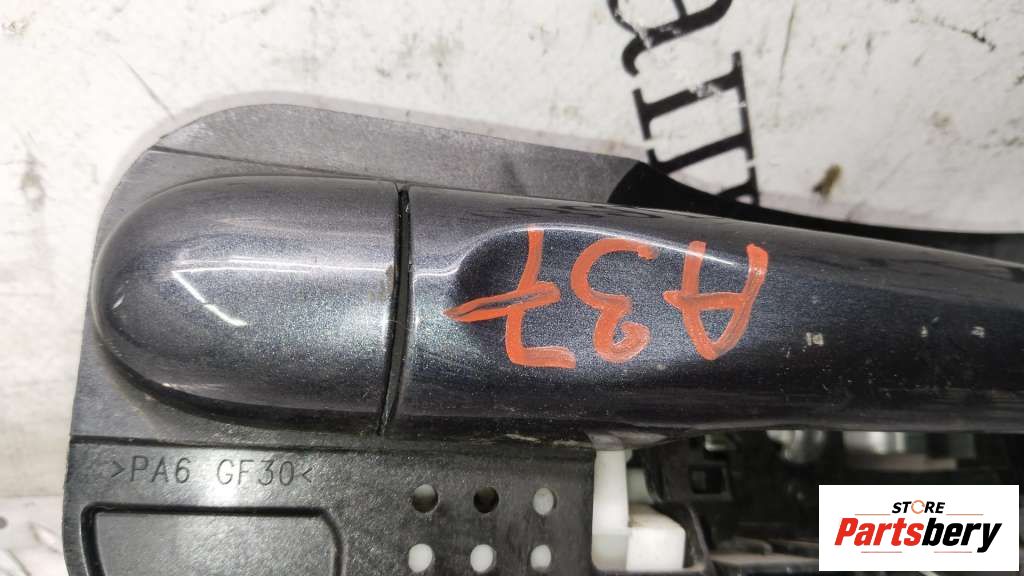 A37
>PA6 GF30<
STORE
Partsbery